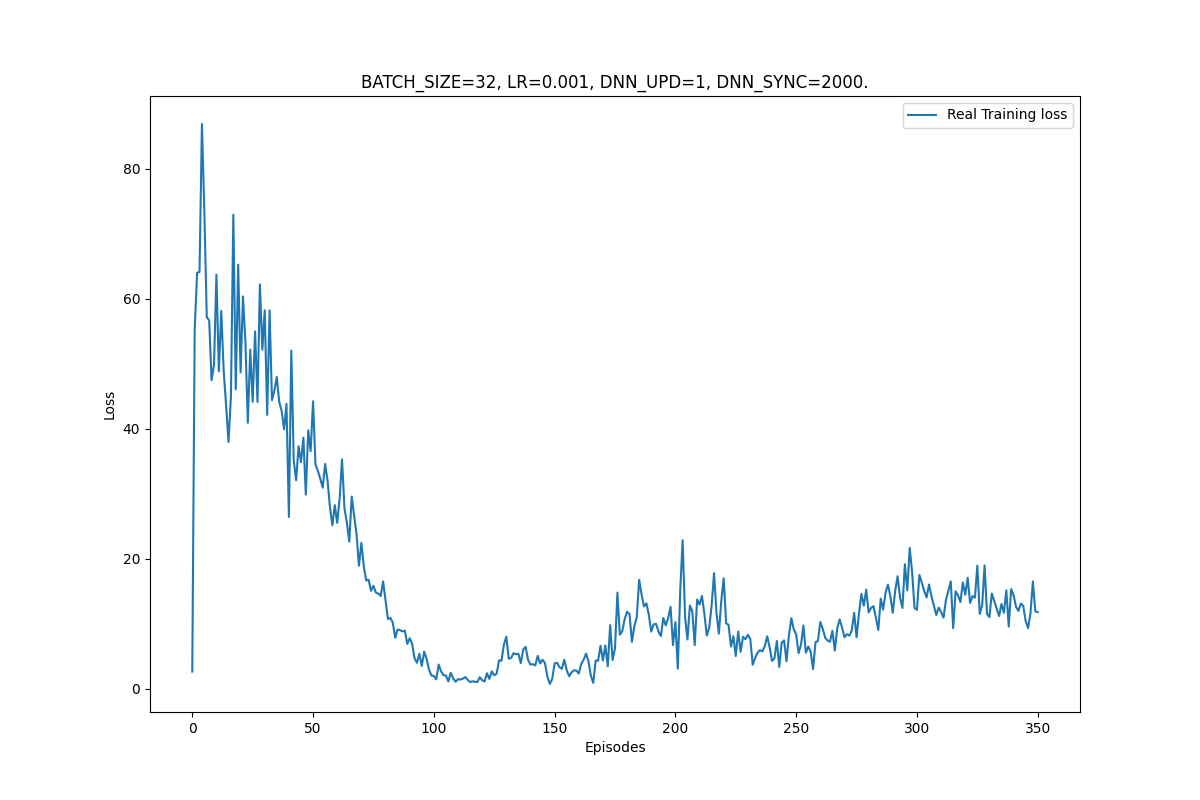 BATCH_SIZE=32, LR=0.001, DNN_UPD=1, DNN_SYNC=2000.
Real Training loss
80
60
40
20
0
Loss
0 50 100 150 200 250 300 350
Episodes